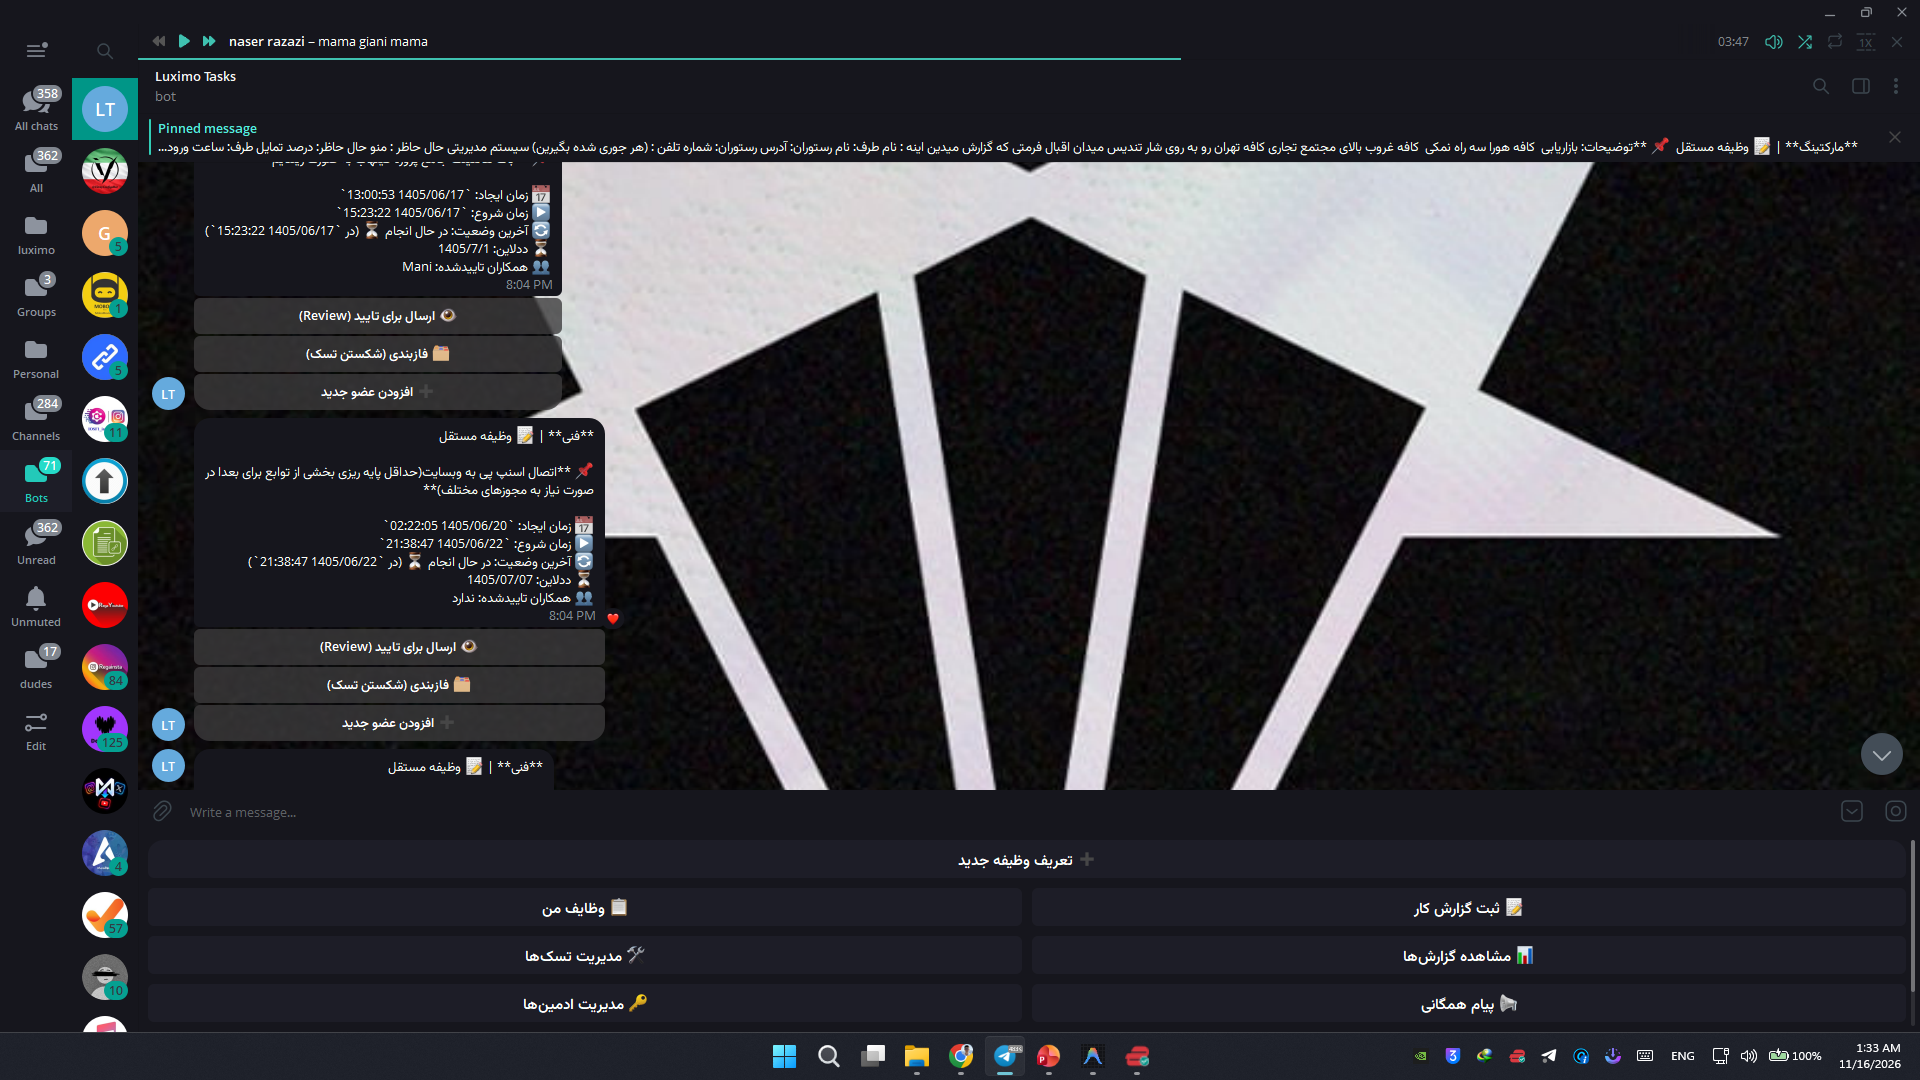 naser razazi – mama giani mama
03:47
1X
358
All chats
362
All
luximo
3
Groups
Personal
284
Channels
71
Bots
362
Unread
Unmuted
17
dudes
Edit
LT
G
5
1
5
11
84
125
4
57
10
Luximo Tasks
bot
Pinned message
**مارکتینگ** | 📝 وظیفه مستقل 📌 **توضیحات: بازاریابی کافه هورا سه راه نمکی کافه غروب بالای مجتمع تجاری کافه تهران رو به روی شار تندیس میدان اقبال فرمتی که گزارش میدین اینه : نام طرف: نام رستوران: آدرس رستوران: شماره تلفن : (هر جوری شده بگیرین) سیستم مدیریتی حال حاظر : منو حال حاظر: درصد تمایل طرف: ساعت ورود...
زمان ایجاد: `1405/06/17 13:00:53`
زمان شروع: `1405/06/17 15:23:22`
آخرین وضعیت: در حال انجام ⏳ (در `1405/06/17 15:23:22`)
ددلاین: 1405/7/1
همکاران تاییدشده: Mani
8:04 PM
ارسال برای تایید (Review)
فازبندی (شکستن تسک)
افزودن عضو جدید
LT
**فنی** | 📝 وظیفه مستقل
📌 **اتصال اسنپ پی به وبسایت(حداقل پایه ریزی بخشی از توابع برای بعدا در
صورت نیاز به مجوزهای مختلف)**
زمان ایجاد: `1405/06/20 02:22:05`
زمان شروع: `1405/06/22 21:38:47`
آخرین وضعیت: در حال انجام ⏳ (در `1405/06/22 21:38:47`)
ددلاین: 1405/07/07
همکاران تاییدشده: ندارد
8:04 PM
ارسال برای تایید (Review)
فازبندی (شکستن تسک)
افزودن عضو جدید
LT
LT
**فنی** | 📝 وظیفه مستقل
Write a message...
تعریف وظیفه جدید
ثبت گزارش کار
وظایف من
مشاهده گزارش‌ها
مدیریت تسک‌ها
پیام همگانی
مدیریت ادمین‌ها
ENG
100%
1:33 AM
11/16/2026